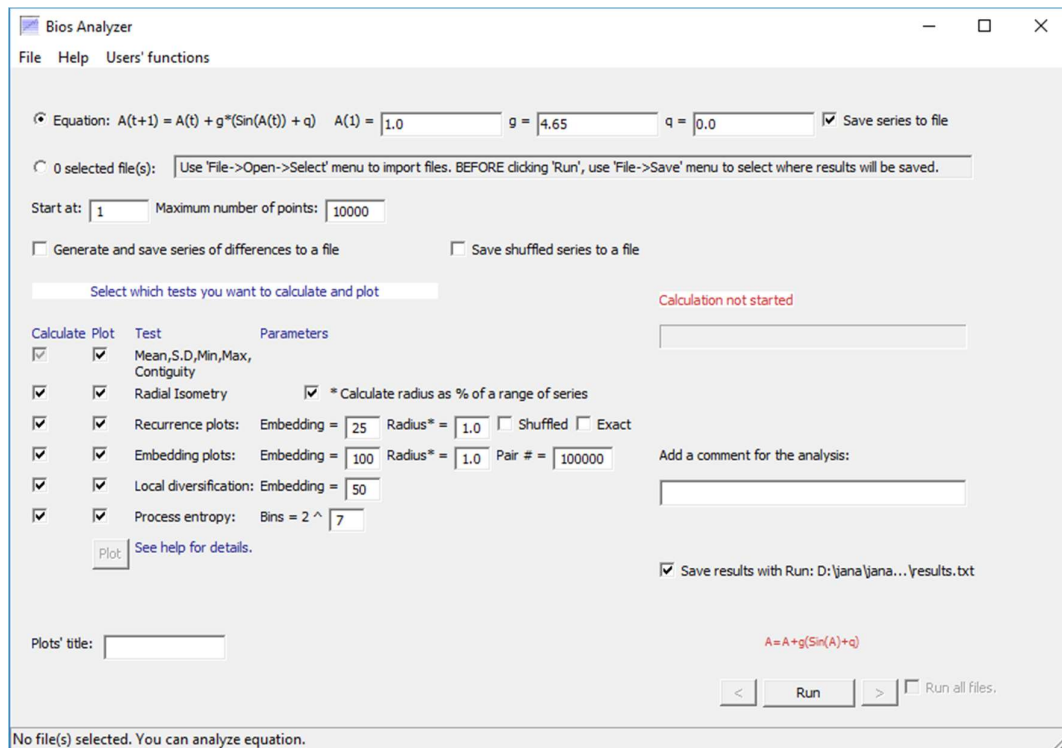 Bios Analyzer
File Help Users' functions
Equation: A(t+1) = A(t) + g*(Sin(A(t)) + q) A(1) = 1.0 g = 4.65 q = 0.0 Save series to file
0 selected file(s): Use 'File->Open->Select' menu to import files. BEFORE clicking 'Run', use 'File->Save' menu to select where results will be saved.
Start at: 1 Maximum number of points: 10000
Generate and save series of differences to a file Save shuffled series to a file
Select which tests you want to calculate and plot
Calculation not started
Calculate Plot Test Parameters
Mean,S.D,Min,Max,
Contiguity
Radial Isometry * Calculate radius as % of a range of series
Recurrence plots: Embedding = 25 Radius* = 1.0 Shuffled Exact
Embedding plots: Embedding = 100 Radius* = 1.0 Pair # = 100000 Add a comment for the analysis:
Local diversification: Embedding = 50
Process entropy: Bins = 2 ^ 7
Plot See help for details.
Save results with Run: D:\jana\jana...\results.txt
Plots' title:
A=A+g(Sin(A)+q)
< Run > Run all files.
No file(s) selected. You can analyze equation.